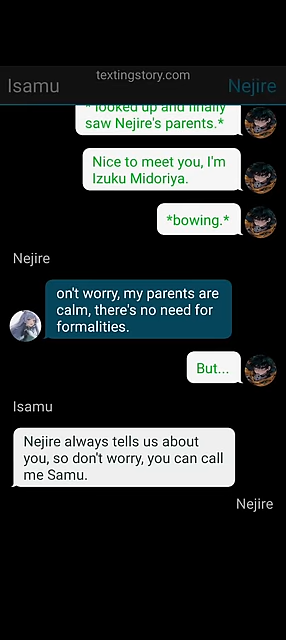 textingstory.com
Isamu
Nejire
* looked up and finally
saw Nejire's parents.*
Nice to meet you, I'm
Izuku Midoriya.
*bowing.*
Nejire
on't worry, my parents are
calm, there's no need for
formalities.
But...
Isamu
Nejire always tells us about
you, so don't worry, you can call
me Samu.
Nejire